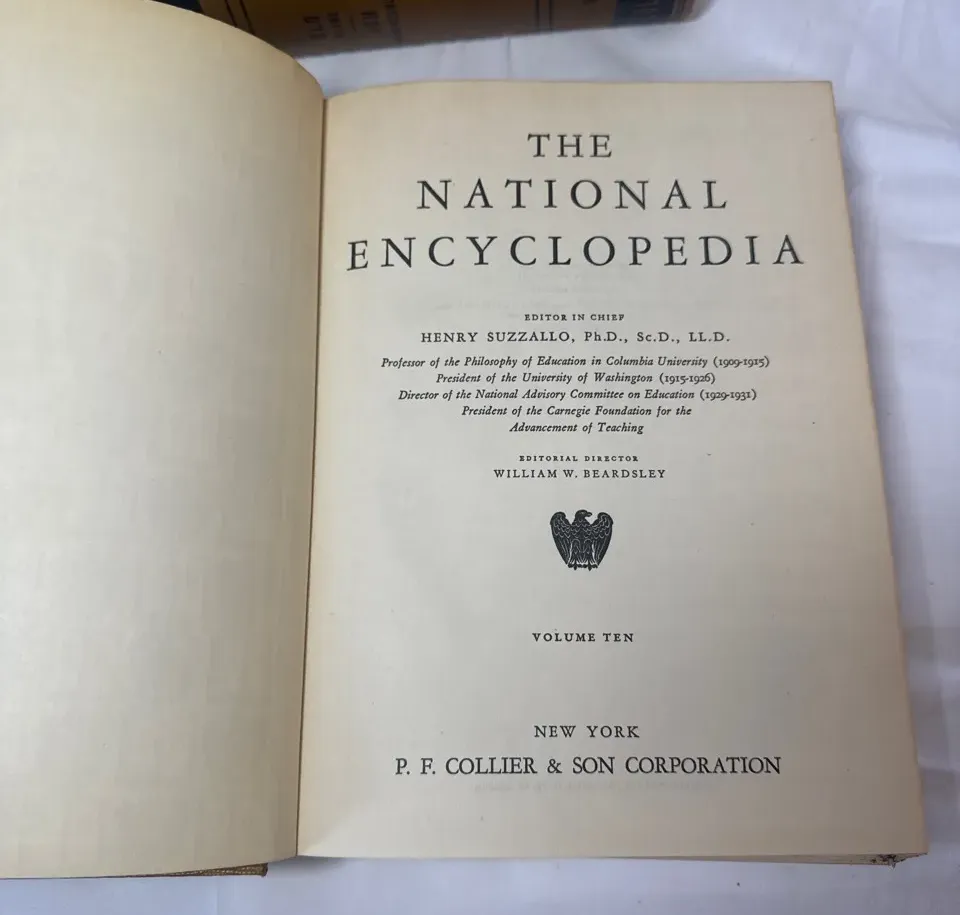 THE
NATIONAL
ENCYCLOPEDIA
EDITOR IN CHIEF
HENRY SUZZALLO, Ph.D., Sc.D., LL.D.
Professor of the Philosophy of Education in Columbia University (1909-1915)
President of the University of Washington (1915-1926)
Director of the National Advisory Committee on Education (1929-1931)
President of the Carnegie Foundation for the
Advancement of Teaching
EDITORIAL DIRECTOR
WILLIAM W. BEARDSLEY
VOLUME TEN
NEW YORK
P. F. COLLIER & SON CORPORATION